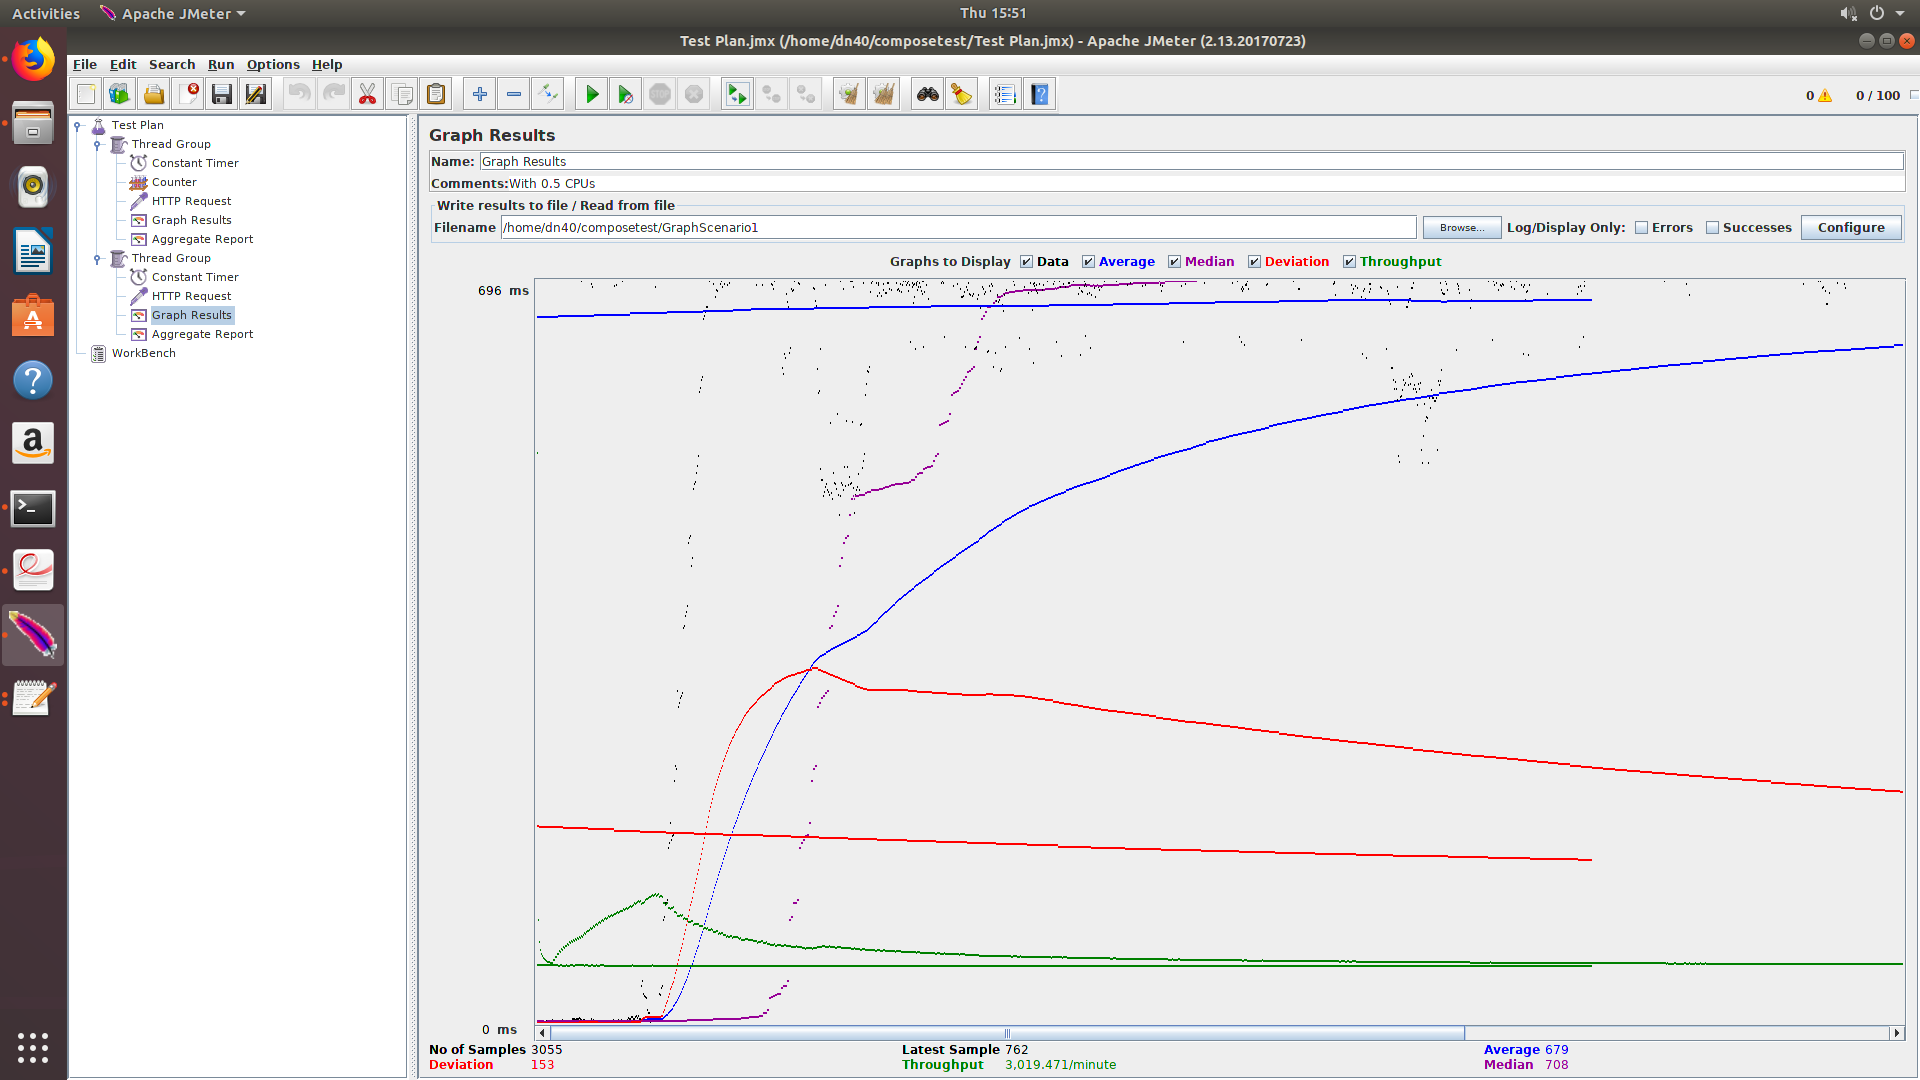 Activities Apache JMeter Thu 15:51
Test Plan.jmx (/home/dn40/composetest/Test Plan.jmx) - Apache JMeter (2.13.20170723)
File Edit Search Run Options Help
0 0 / 100
Test Plan
Thread Group
Constant Timer
Counter
HTTP Request
Graph Results
Aggregate Report
Thread Group
Constant Timer
HTTP Request
Graph Results
Aggregate Report
WorkBench
Graph Results
Name: Graph Results
Comments: With 0.5 CPUs
Write results to file / Read from file
Filename /home/dn40/composetest/GraphScenario1 Browse... Log/Display Only: Errors Successes Configure
Graphs to Display Data Average Median Deviation Throughput
696 ms
0 ms
No of Samples 3055 Latest Sample 762 Average 679
Deviation 153 Throughput 3,019.471/minute Median 708